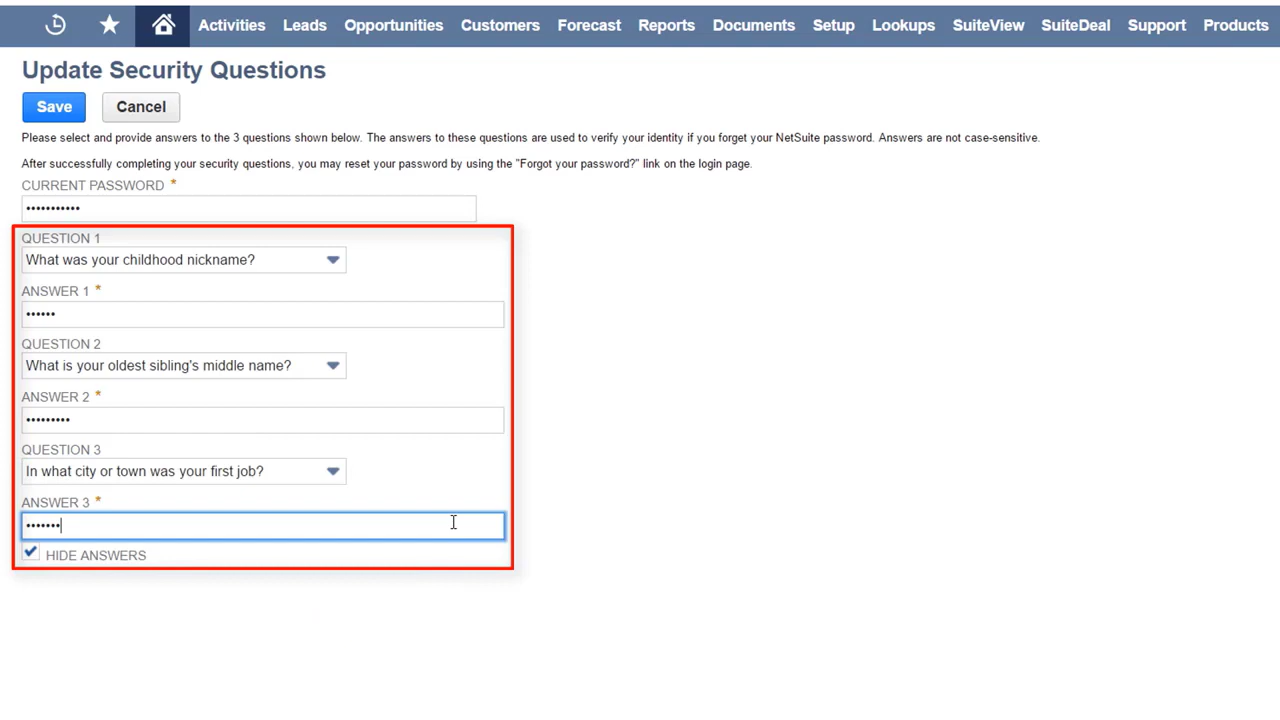 Activities Leads Opportunities Customers Forecast Reports Documents Setup Lookups SuiteView SuiteDeal Support Products
Update Security Questions
Save Cancel
Please select and provide answers to the 3 questions shown below. The answers to these questions are used to verify your identity if you forget your NetSuite password. Answers are not case-sensitive.
After successfully completing your security questions, you may reset your password by using the "Forgot your password?" link on the login page.
CURRENT PASSWORD *
•••••••••••
QUESTION 1
What was your childhood nickname?
ANSWER 1 *
••••••
QUESTION 2
What is your oldest sibling's middle name?
ANSWER 2 *
•••••••••
QUESTION 3
In what city or town was your first job?
ANSWER 3 *
•••••••
HIDE ANSWERS